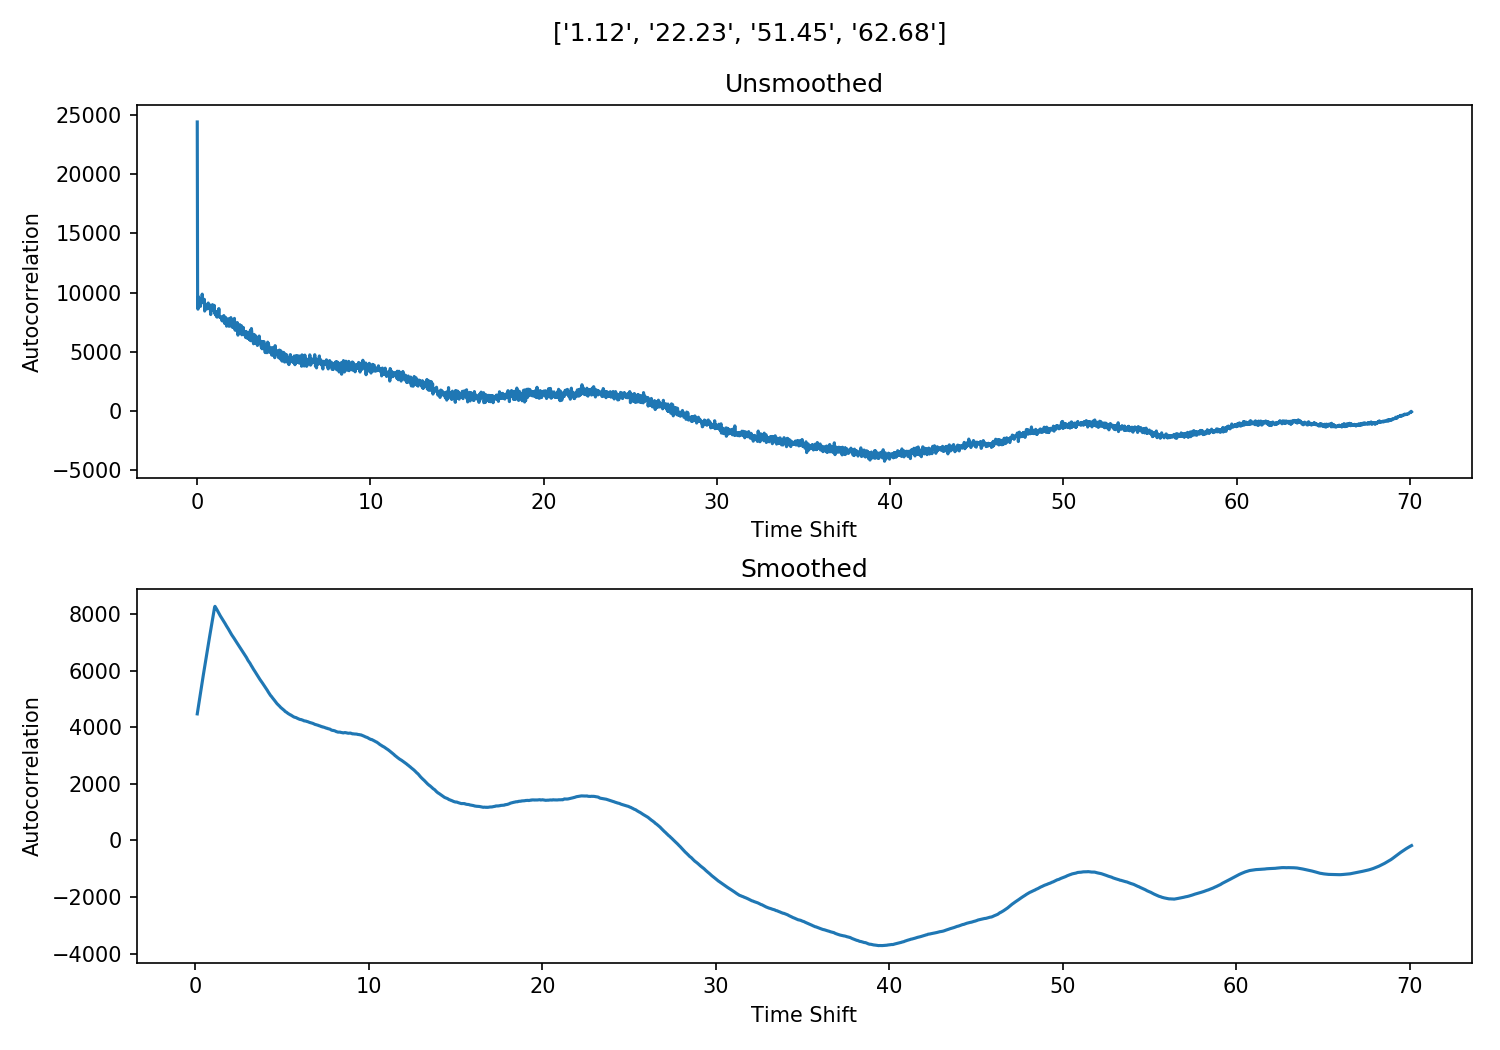 ['1.12', '22.23', '51.45', '62.68']
Unsmoothed
25000
20000
15000
10000
5000
0
−5000
Autocorrelation
0 10 20 30 40 50 60 70
Time Shift
Smoothed
8000
6000
4000
2000
0
−2000
−4000
Autocorrelation
0 10 20 30 40 50 60 70
Time Shift